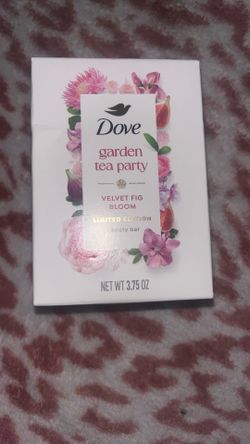 Dove
garden
tea party
VELVET FIG
BLOOM
LIMITED EDITION
beauty bar
NET WT 3.75 OZ